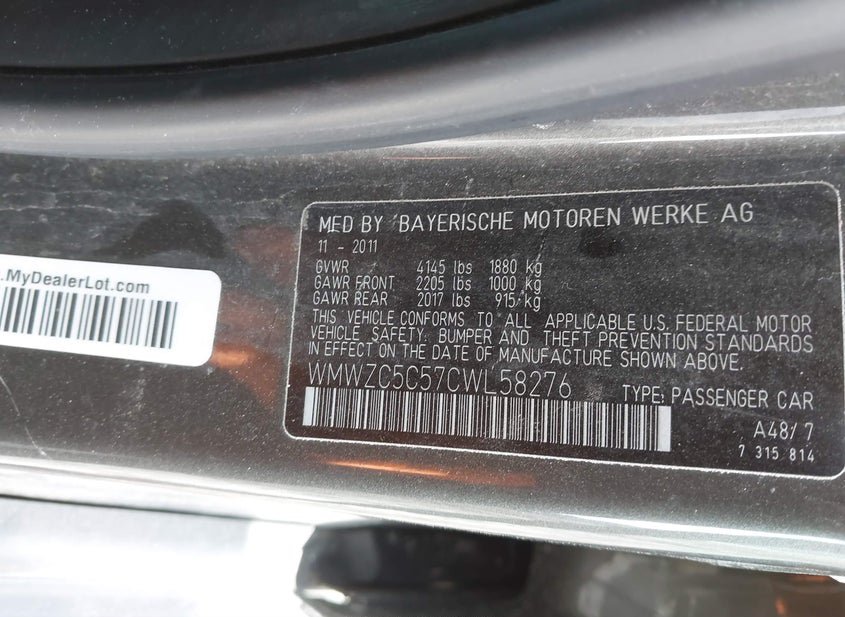 MFD BY BAYERISCHE MOTOREN WERKE AG
11 - 2011
GVWR 4145 lbs 1880 kg
GAWR FRONT 2205 lbs 1000 kg
GAWR REAR 2017 lbs 915 kg
THIS VEHICLE CONFORMS TO ALL APPLICABLE U.S. FEDERAL MOTOR
VEHICLE SAFETY, BUMPER AND THEFT PREVENTION STANDARDS
IN EFFECT ON THE DATE OF MANUFACTURE SHOWN ABOVE.
WMWZC5C57CWL58276 TYPE: PASSENGER CAR
A48/7
7 315 814
.MyDealerLot.com